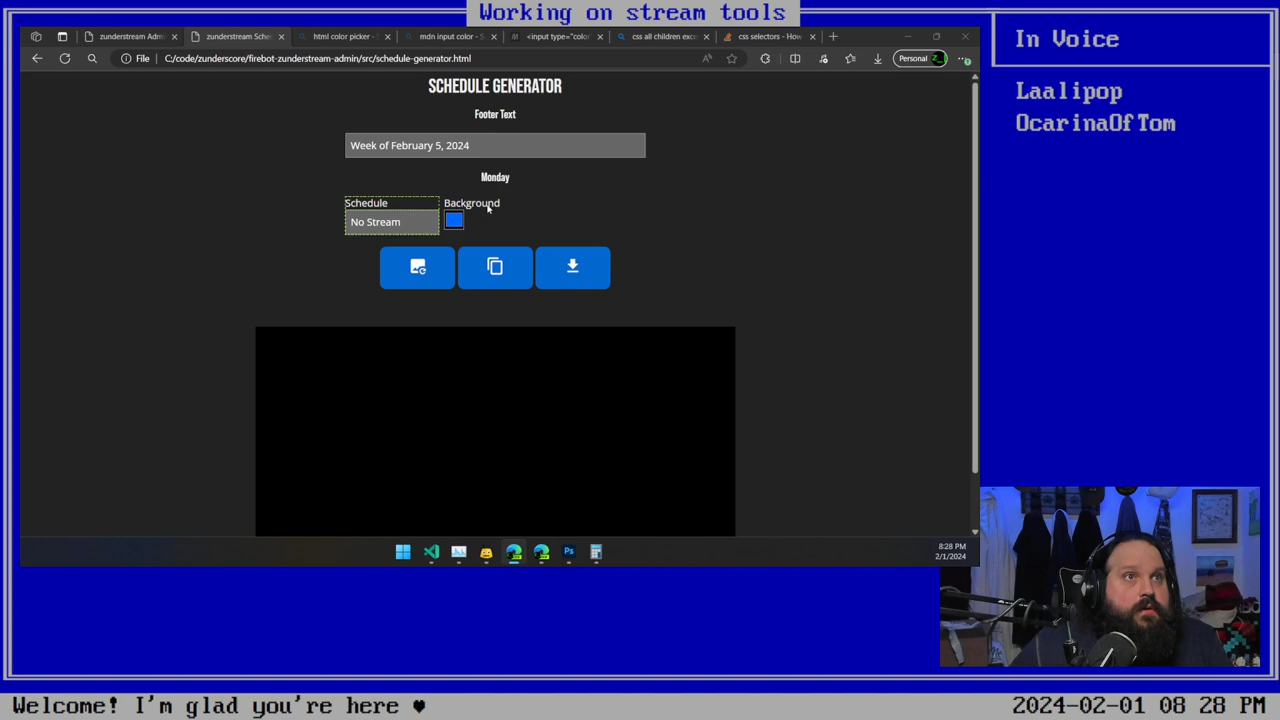 Working on stream tools
zunderstream Adm
zunderstream Sche
html color picker - S
mdn input color - Se
<input type="color"
css all children exce
css selectors - How
File
C:/code/zunderscore/firebot-zunderstream-admin/src/schedule-generator.html
Personal
SCHEDULE GENERATOR
Footer Text
Week of February 5, 2024
Monday
Schedule
Background
No Stream
8:28 PM
2/1/2024
In Voice
Laalipop
OcarinaOfTom
Welcome! I'm glad you're here ♥
2024-02-01 08 28 PM